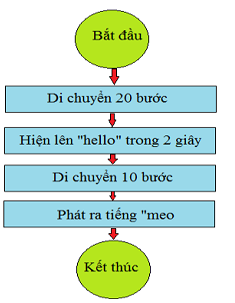 Bắt đầu
Di chuyển 20 bước
Hiện lên "hello" trong 2 giây
Di chuyển 10 bước
Phát ra tiếng "meo
Kết thúc